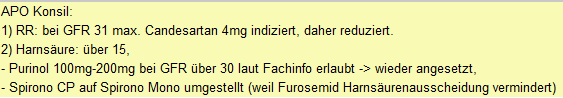 APO Konsil:
1) RR: bei GFR 31 max. Candesartan 4mg indiziert, daher reduziert.
2) Harnsäure: über 15,
- Purinol 100mg-200mg bei GFR über 30 laut Fachinfo erlaubt -> wieder angesetzt,
- Spirono CP auf Spirono Mono umgestellt (weil Furosemid Harnsäurenausscheidung vermindert)